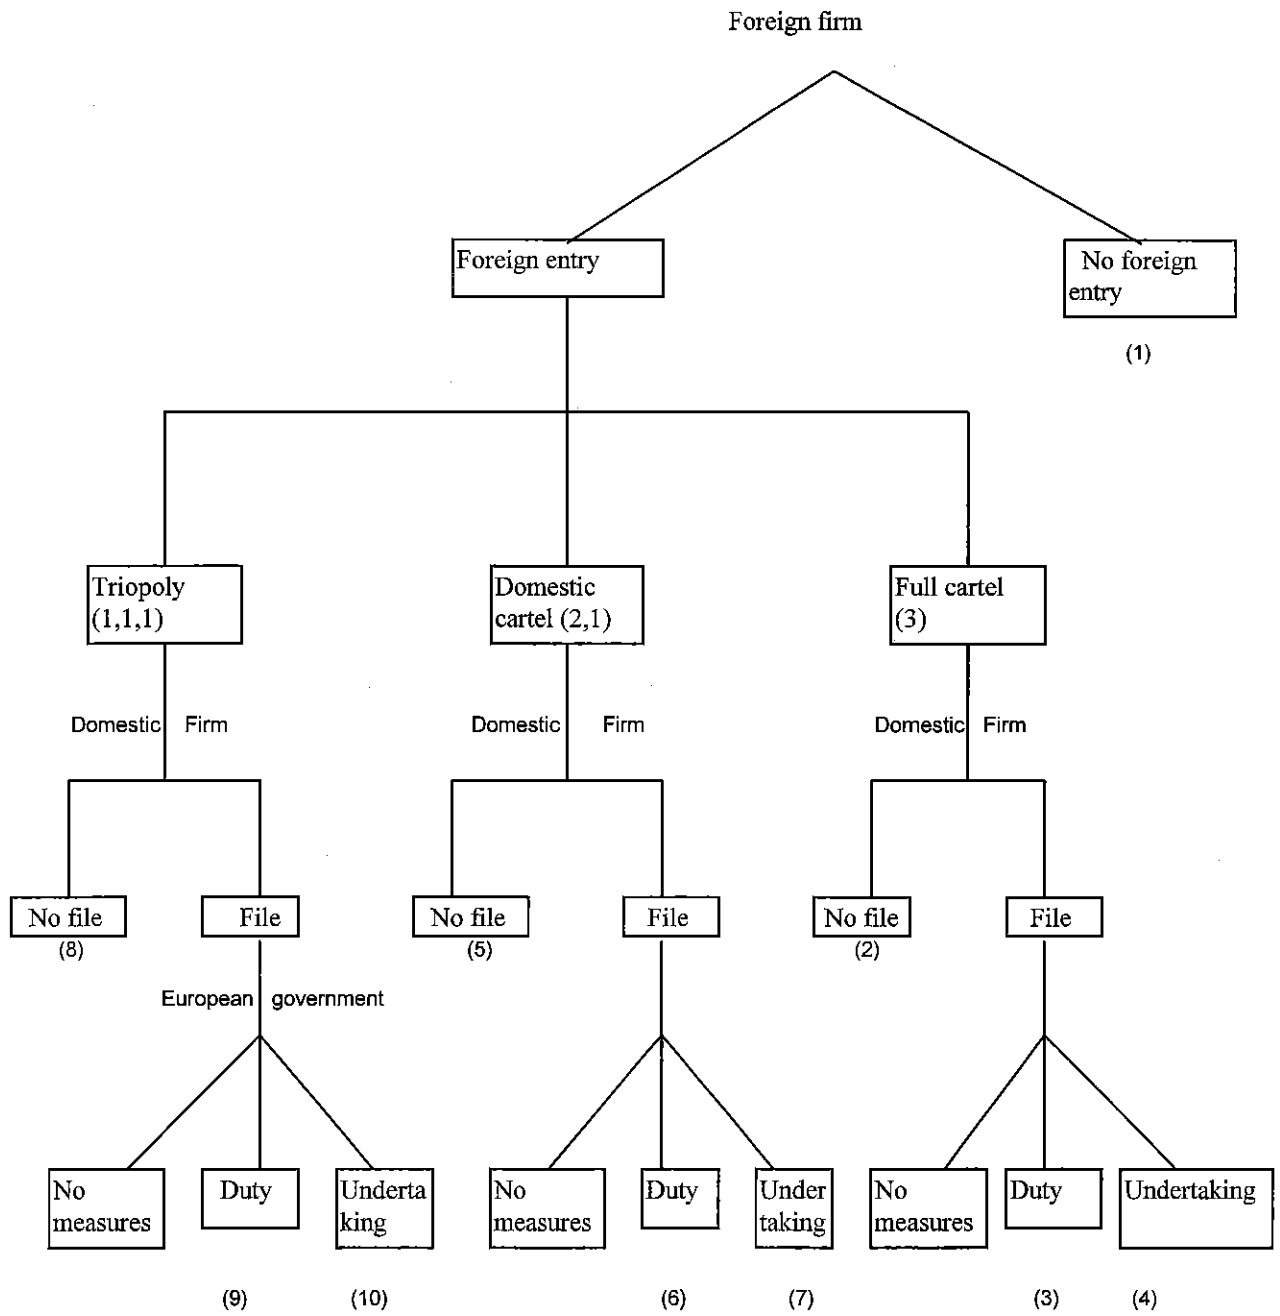 Foreign firm
Foreign entry
No foreign
entry
(1)
Triopoly
(1,1,1)
Domestic
cartel (2,1)
Full cartel
(3)
Domestic Firm
Domestic Firm
Domestic Firm
No file
File
No file
File
No file
File
(8)
(5)
(2)
European government
No
measures
Duty
Underta
king
No
measures
Duty
Under
taking
No
measures
Duty
Undertaking
(9)
(10)
(6)
(7)
(3)
(4)